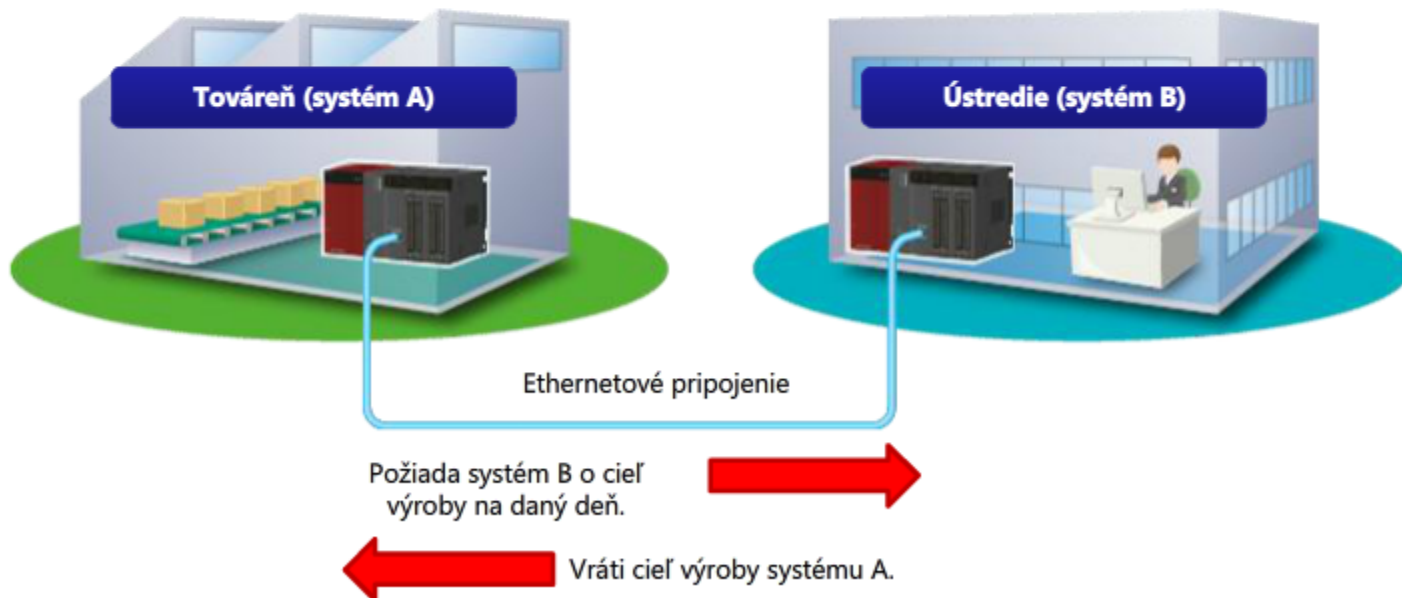 Továreň (systém A)
Ústredie (systém B)
Ethernetové pripojenie
Požiada systém B o cieľ
výroby na daný deň.
Vráti cieľ výroby systému A.